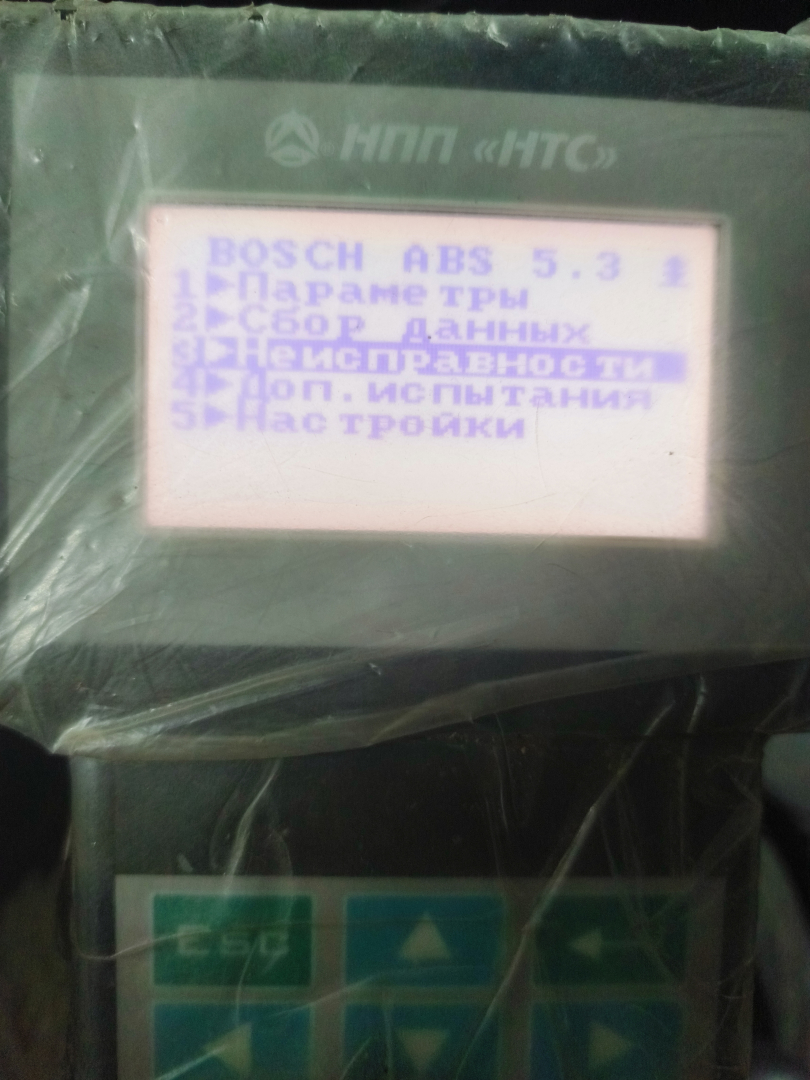 НПП «НТС»
BOSCH ABS 5.3
1►Параметры
2►Сбор данных
3►Неисправности
4►Доп.испытания
5►Настройки
Esc